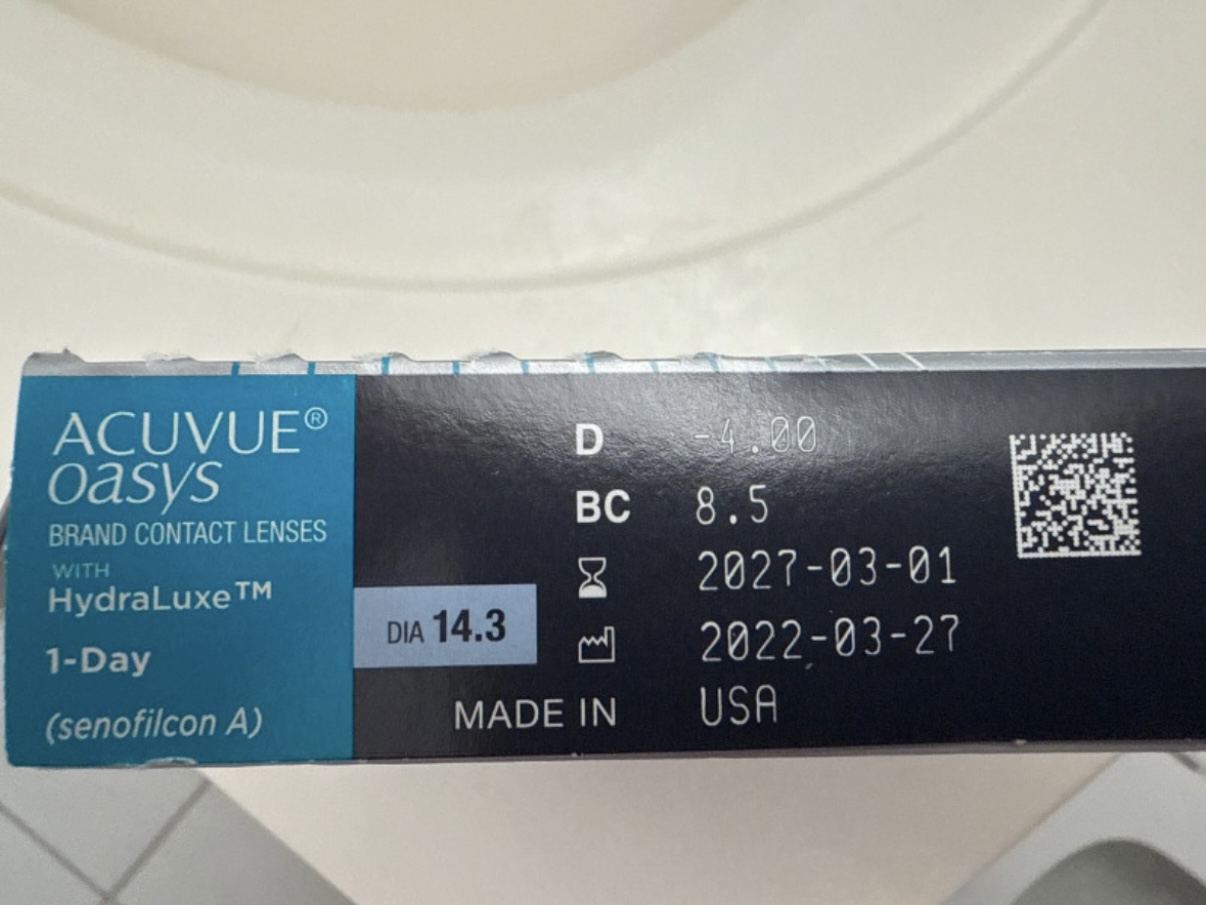 ACUVUE®
oasys
BRAND CONTACT LENSES
WITH
HydraLuxe™
1-Day
(senofilcon A)
DIA 14.3
D -4.00
BC 8.5
2027-03-01
2022-03-27
MADE IN USA